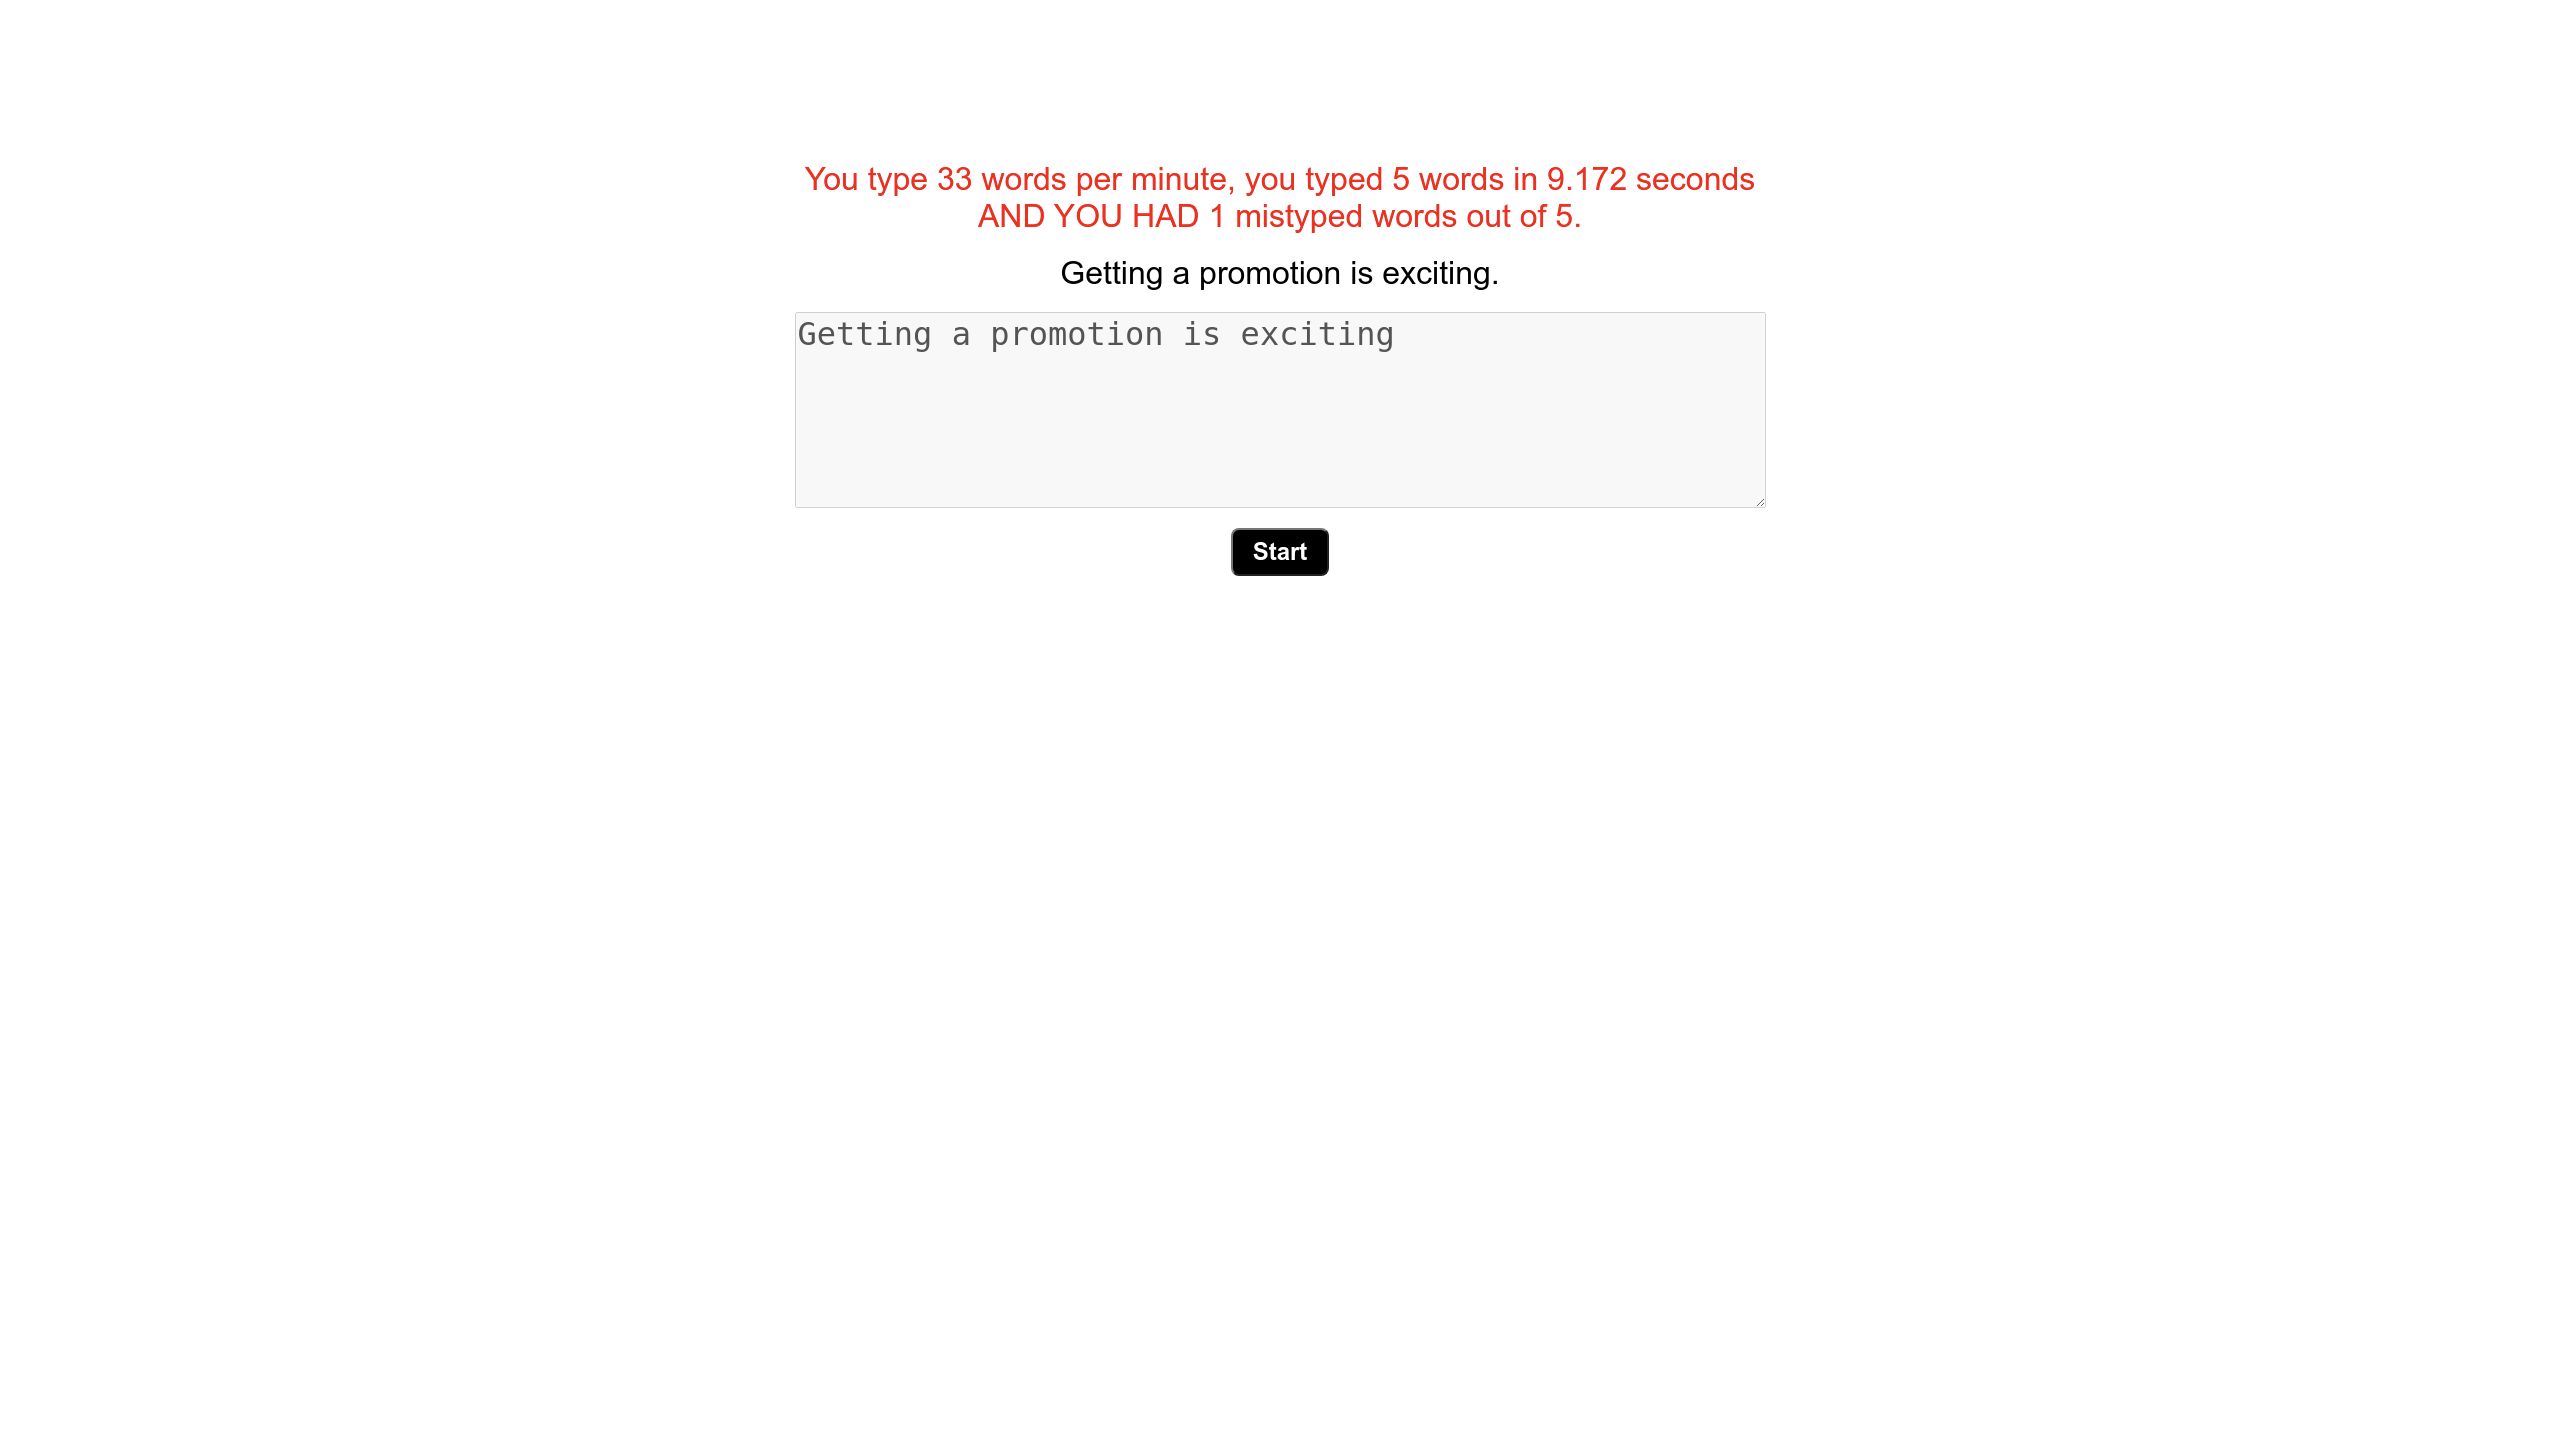 You type 33 words per minute, you typed 5 words in 9.172 seconds
AND YOU HAD 1 mistyped words out of 5.
Getting a promotion is exciting.
Getting a promotion is exciting
Start